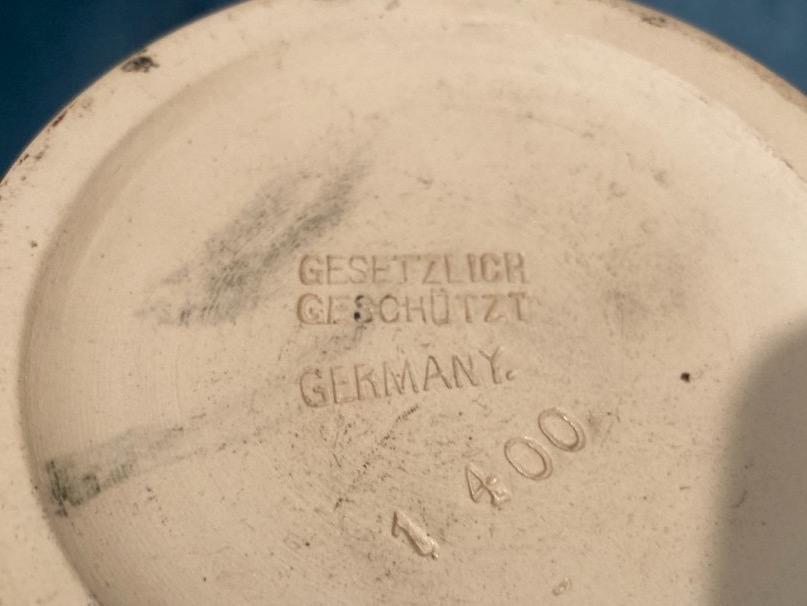 GESETZLICH
GESCHÜTZT
GERMANY.
1 400